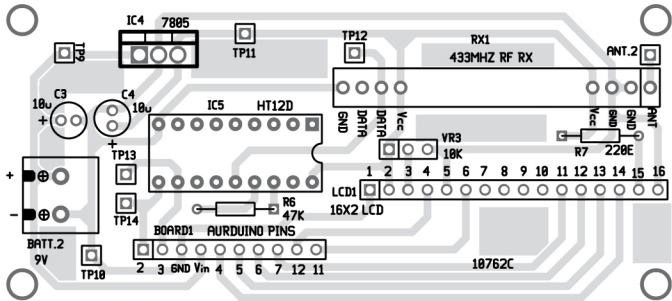 IC4 7805
TP9
TP11
TP12
RX1
433MHZ RF RX
ANT.2
C3
10u
+
C4
10u
+
IC5 HT12D
GND
DATA
DATA
Vcc
Vcc
GND
GND
ANT
VR3
10K
R7 220E
TP13
TP14
+
−
BATT.2
9V
TP10
R6
47K
LCD1
16X2 LCD
1 2 3 4 5 6 7 8 9 10 11 12 13 14 15 16
BOARD1 AURDUINO PINS
2 3 GND Vin 4 5 6 7 12 11
10762C